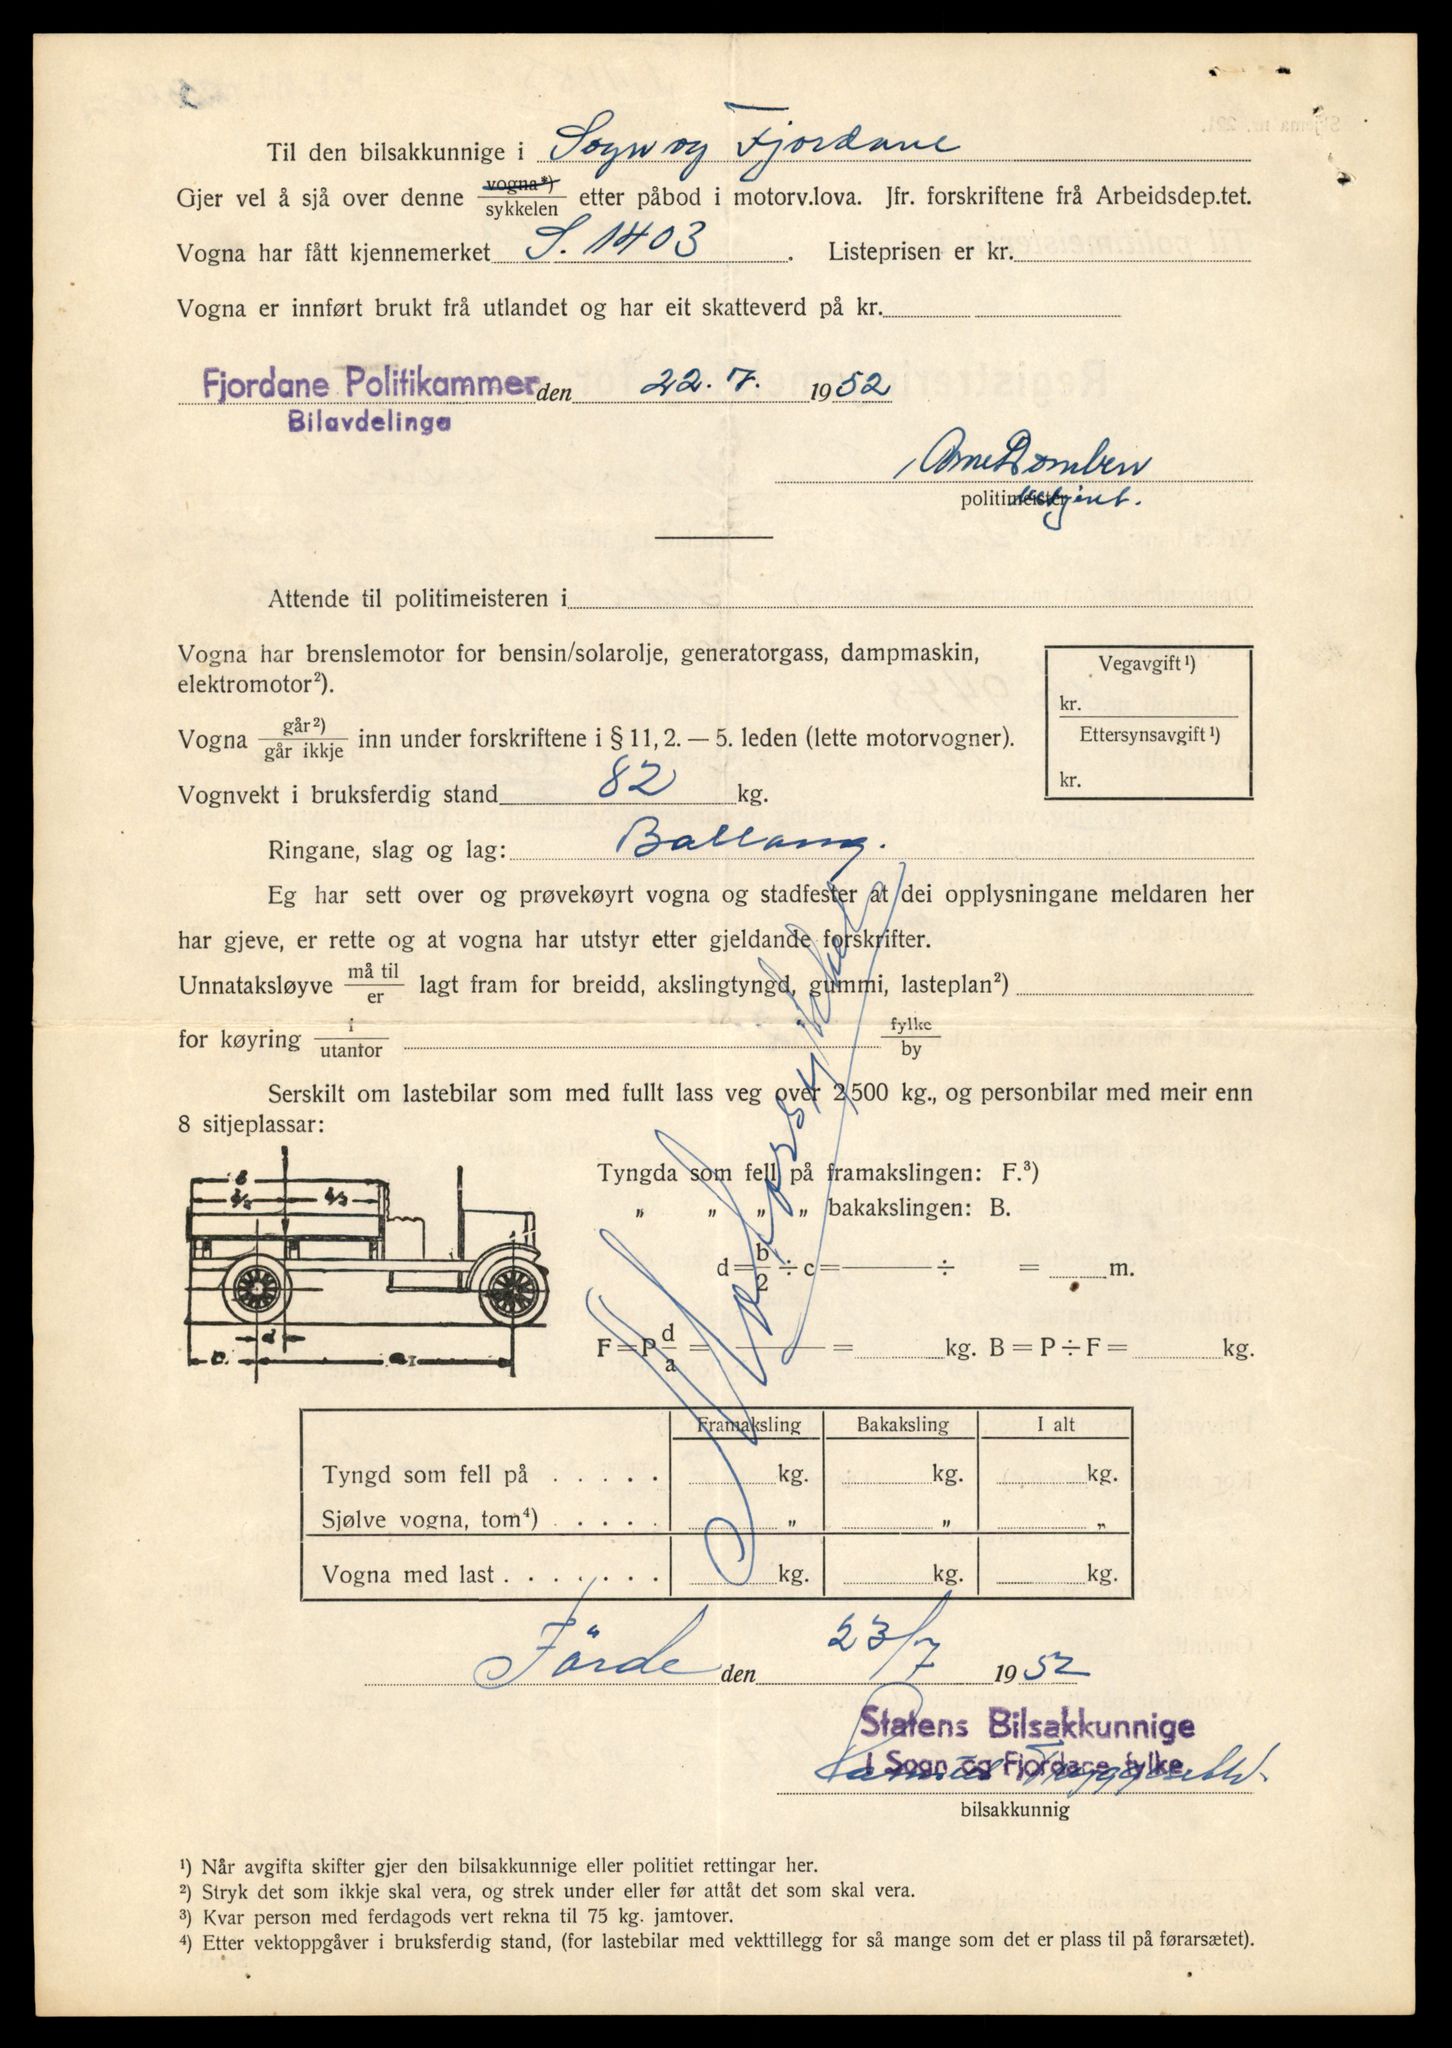 Til den bilsakkunnige i Sogn og Fjordane
Gjer vel å sjå over denne vogna*) / sykkelen etter påbod i motorv.lova. Jfr. forskriftene frå Arbeidsdep.tet.
Vogna har fått kjennemerket S. 1403. Listeprisen er kr.
Vogna er innført brukt frå utlandet og har eit skatteverd på kr.
Fjordane Politikammer den 22. 7. 1952
Bilavdelinga
politimeister
Attende til politimeisteren i
Vogna har brenslemotor for bensin/solarolje, generatorgass, dampmaskin,
elektromotor²).
Vegavgift¹)
kr.
Ettersynsavgift¹)
kr.
Vogna går²) / går ikkje inn under forskriftene i § 11, 2. — 5. leden (lette motorvogner).
Vognvekt i bruksferdig stand 82 kg.
Ringane, slag og lag: Ballang.
Eg har sett over og prøvekøyrt vogna og stadfester at dei opplysningane meldaren her
har gjeve, er rette og at vogna har utstyr etter gjeldande forskrifter.
Unnataksløyve må til / er lagt fram for breidd, akslingtyngd, gummi, lasteplan²)
for køyring i / utanfor fylke / by
Serskilt om lastebilar som med fullt lass veg over 2500 kg., og personbilar med meir enn
8 sitjeplassar:
Motorsykkel
Tyngda som fell på framakslingen: F.³)
„ „ „ „ bakakslingen: B.
d = b/2 ÷ c = ÷ = m.
F = P d/a = = kg. B = P ÷ F = kg.
Framaksling Bakaksling I alt
Tyngd som fell på . . . . . kg. kg. kg.
Sjølve vogna, tom⁴) . . . . „ „ „
Vogna med last . . . . . . . kg. kg. kg.
Förde den 23/7 1952
Statens Bilsakkunnige
i Sogn og Fjordane fylke
bilsakkunnig
¹) Når avgifta skifter gjer den bilsakkunnige eller politiet rettingar her.
²) Stryk det som ikkje skal vera, og strek under eller før attåt det som skal vera.
³) Kvar person med ferdagods vert rekna til 75 kg. jamtover.
⁴) Etter vektoppgåver i bruksferdig stand, (for lastebilar med vekttillegg for så mange som det er plass til på førarsætet).